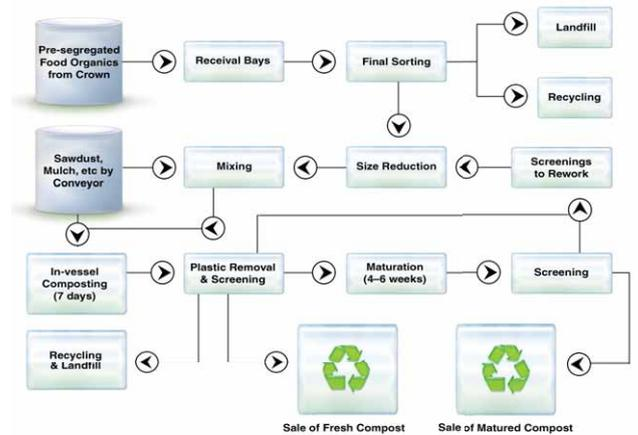 Pre-segregated
Food Organics
from Crown
Receival Bays
Final Sorting
Landfill
Recycling
Sawdust,
Mulch, etc by
Conveyor
Mixing
Size Reduction
Screenings
to Rework
In-vessel
Composting
(7 days)
Plastic Removal
& Screening
Maturation
(4–6 weeks)
Screening
Recycling
& Landfill
Sale of Fresh Compost
Sale of Matured Compost